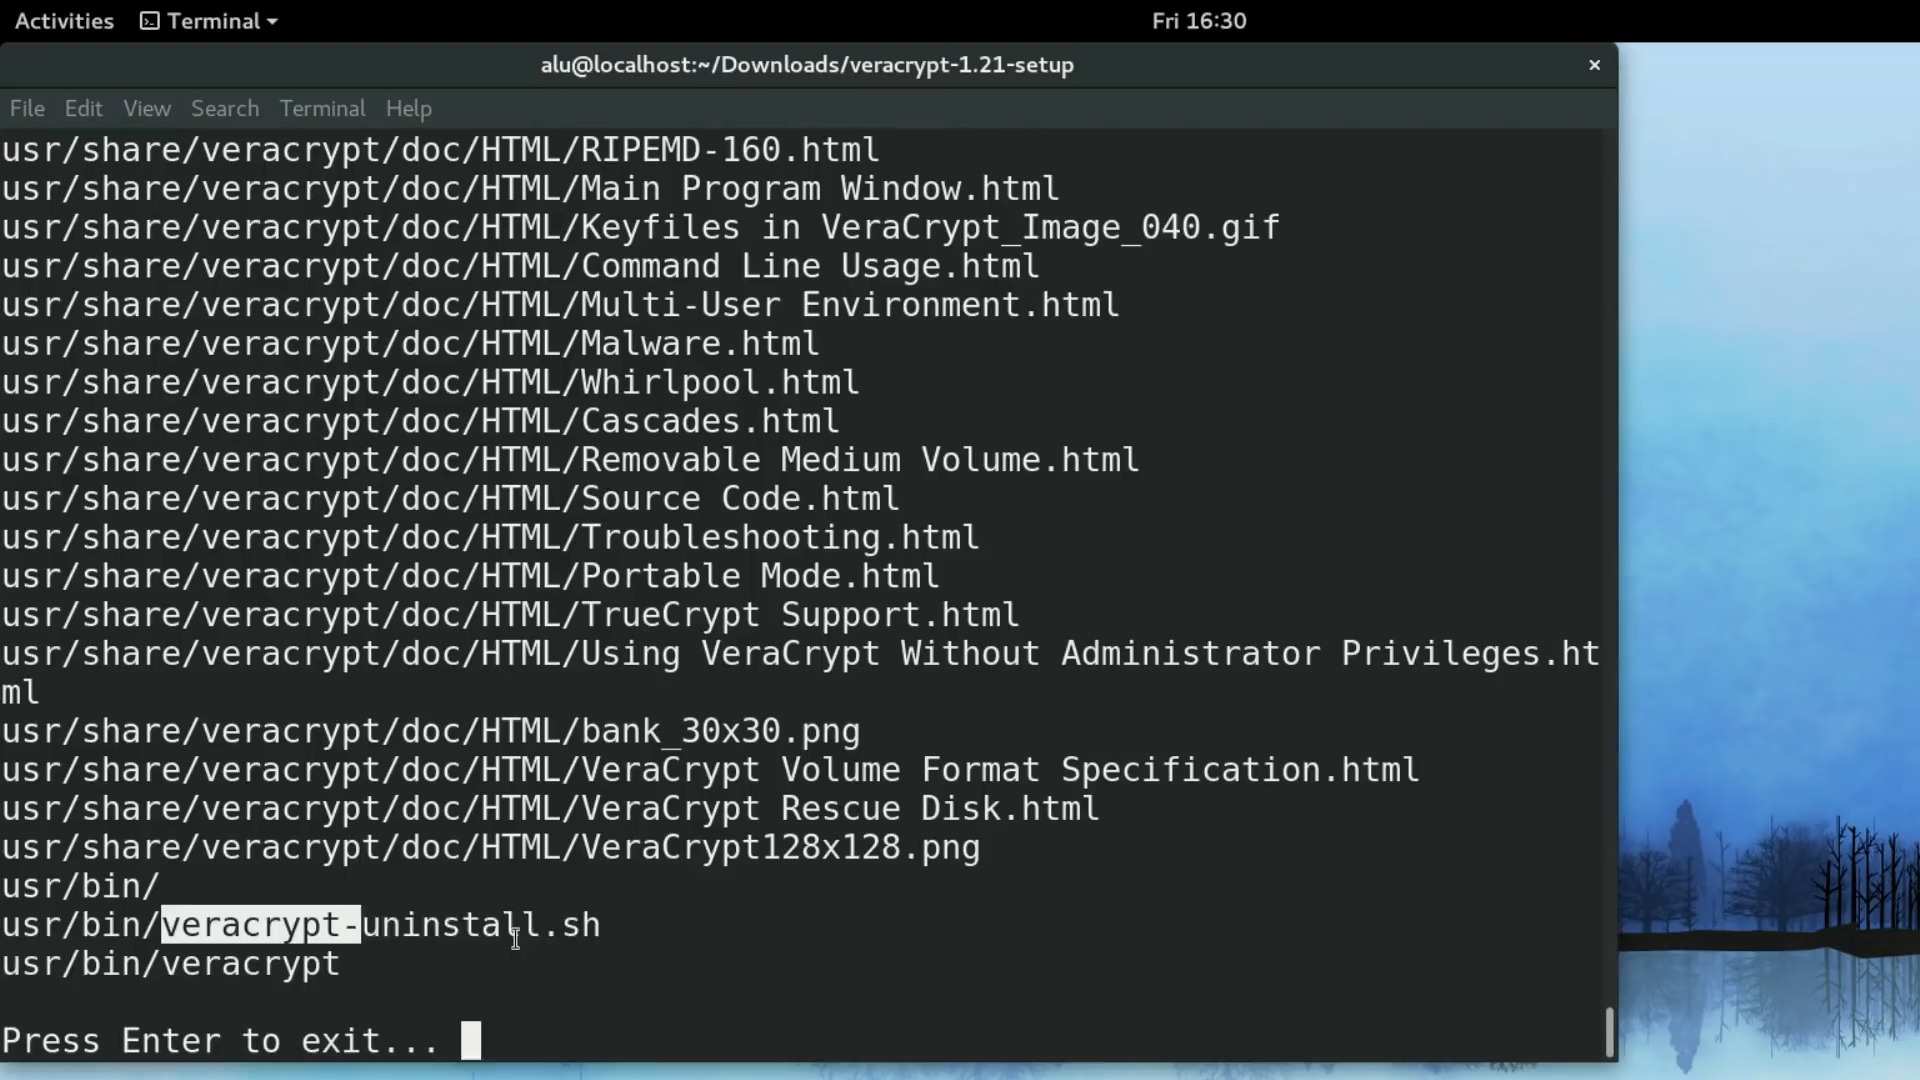 Activities Terminal Fri 16:30
alu@localhost:~/Downloads/veracrypt-1.21-setup ×
File Edit View Search Terminal Help
usr/share/veracrypt/doc/HTML/RIPEMD-160.html
usr/share/veracrypt/doc/HTML/Main Program Window.html
usr/share/veracrypt/doc/HTML/Keyfiles in VeraCrypt_Image_040.gif
usr/share/veracrypt/doc/HTML/Command Line Usage.html
usr/share/veracrypt/doc/HTML/Multi-User Environment.html
usr/share/veracrypt/doc/HTML/Malware.html
usr/share/veracrypt/doc/HTML/Whirlpool.html
usr/share/veracrypt/doc/HTML/Cascades.html
usr/share/veracrypt/doc/HTML/Removable Medium Volume.html
usr/share/veracrypt/doc/HTML/Source Code.html
usr/share/veracrypt/doc/HTML/Troubleshooting.html
usr/share/veracrypt/doc/HTML/Portable Mode.html
usr/share/veracrypt/doc/HTML/TrueCrypt Support.html
usr/share/veracrypt/doc/HTML/Using VeraCrypt Without Administrator Privileges.ht
ml
usr/share/veracrypt/doc/HTML/bank_30x30.png
usr/share/veracrypt/doc/HTML/VeraCrypt Volume Format Specification.html
usr/share/veracrypt/doc/HTML/VeraCrypt Rescue Disk.html
usr/share/veracrypt/doc/HTML/VeraCrypt128x128.png
usr/bin/
usr/bin/veracrypt-uninstall.sh
usr/bin/veracrypt
Press Enter to exit...